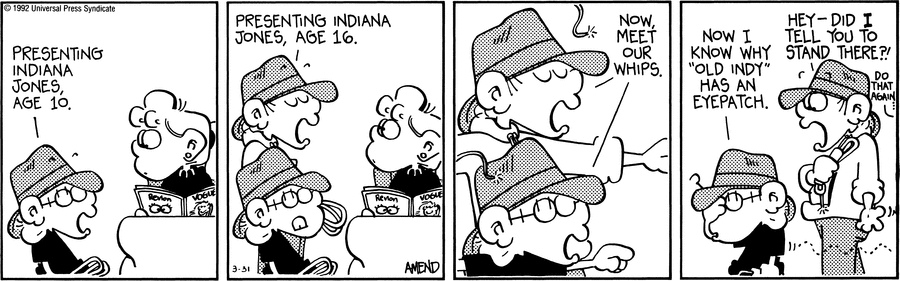 © 1992 Universal Press Syndicate
PRESENTING
INDIANA
JONES,
AGE 10.
Revlon
VOGUE
PRESENTING INDIANA
JONES, AGE 16.
Revlon
VOGUE
3-31
AMEND
NOW,
MEET
OUR
WHIPS.
NOW I
KNOW WHY
"OLD INDY"
HAS AN
EYEPATCH.
HEY-DID I
TELL YOU TO
STAND THERE?!
DO
THAT
AGAIN.